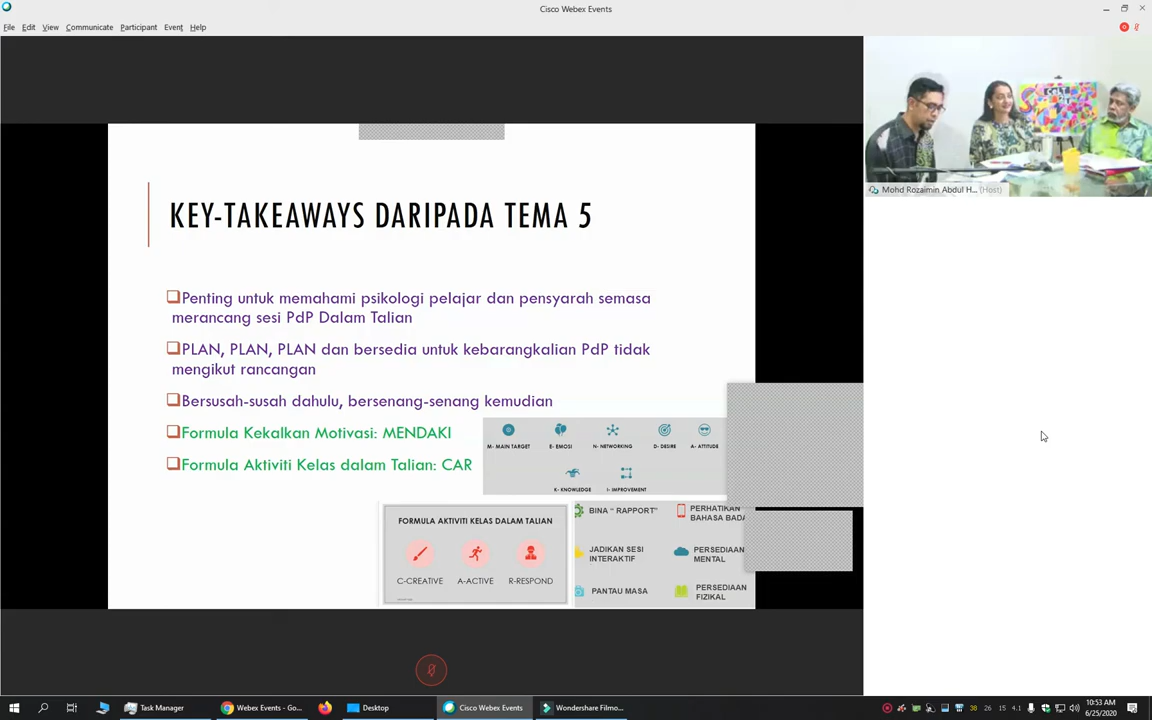 Cisco Webex Events
File Edit View Communicate Participant Event Help
Mohd Rozaimin Abdul H... (Host)
KEY-TAKEAWAYS DARIPADA TEMA 5
Penting untuk memahami psikologi pelajar dan pensyarah semasa
merancang sesi PdP Dalam Talian
PLAN, PLAN, PLAN dan bersedia untuk kebarangkalian PdP tidak
mengikut rancangan
Bersusah-susah dahulu, bersenang-senang kemudian
Formula Kekalkan Motivasi: MENDAKI
Formula Aktiviti Kelas dalam Talian: CAR
M- MAIN TARGET E- EMOSI N- NETWORKING D- DESIRE A- ATTITUDE
K- KNOWLEDGE I- IMPROVEMENT
FORMULA AKTIVITI KELAS DALAM TALIAN
C-CREATIVE A-ACTIVE R-RESPOND
BINA " RAPPORT"
PERHATIKAN
BAHASA BADA
JADIKAN SESI
INTERAKTIF
PERSEDIAAN
MENTAL
PANTAU MASA
PERSEDIAAN
FIZIKAL
Task Manager Webex Events - Go... Desktop Cisco Webex Events Wondershare Filmo...
38 26 15 4.1
10:53 AM
6/25/2020